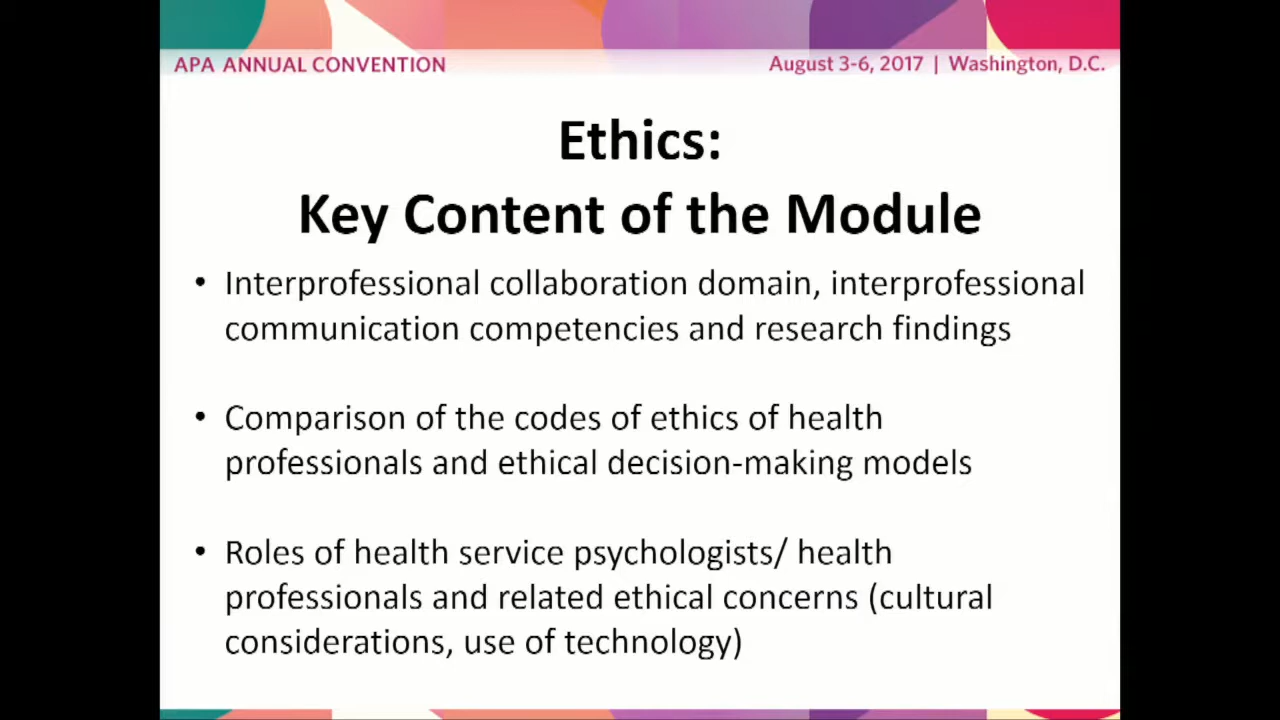 APA ANNUAL CONVENTION
August 3-6, 2017 | Washington, D.C.
Ethics:
Key Content of the Module
• Interprofessional collaboration domain, interprofessional
communication competencies and research findings
• Comparison of the codes of ethics of health
professionals and ethical decision-making models
• Roles of health service psychologists/ health
professionals and related ethical concerns (cultural
considerations, use of technology)